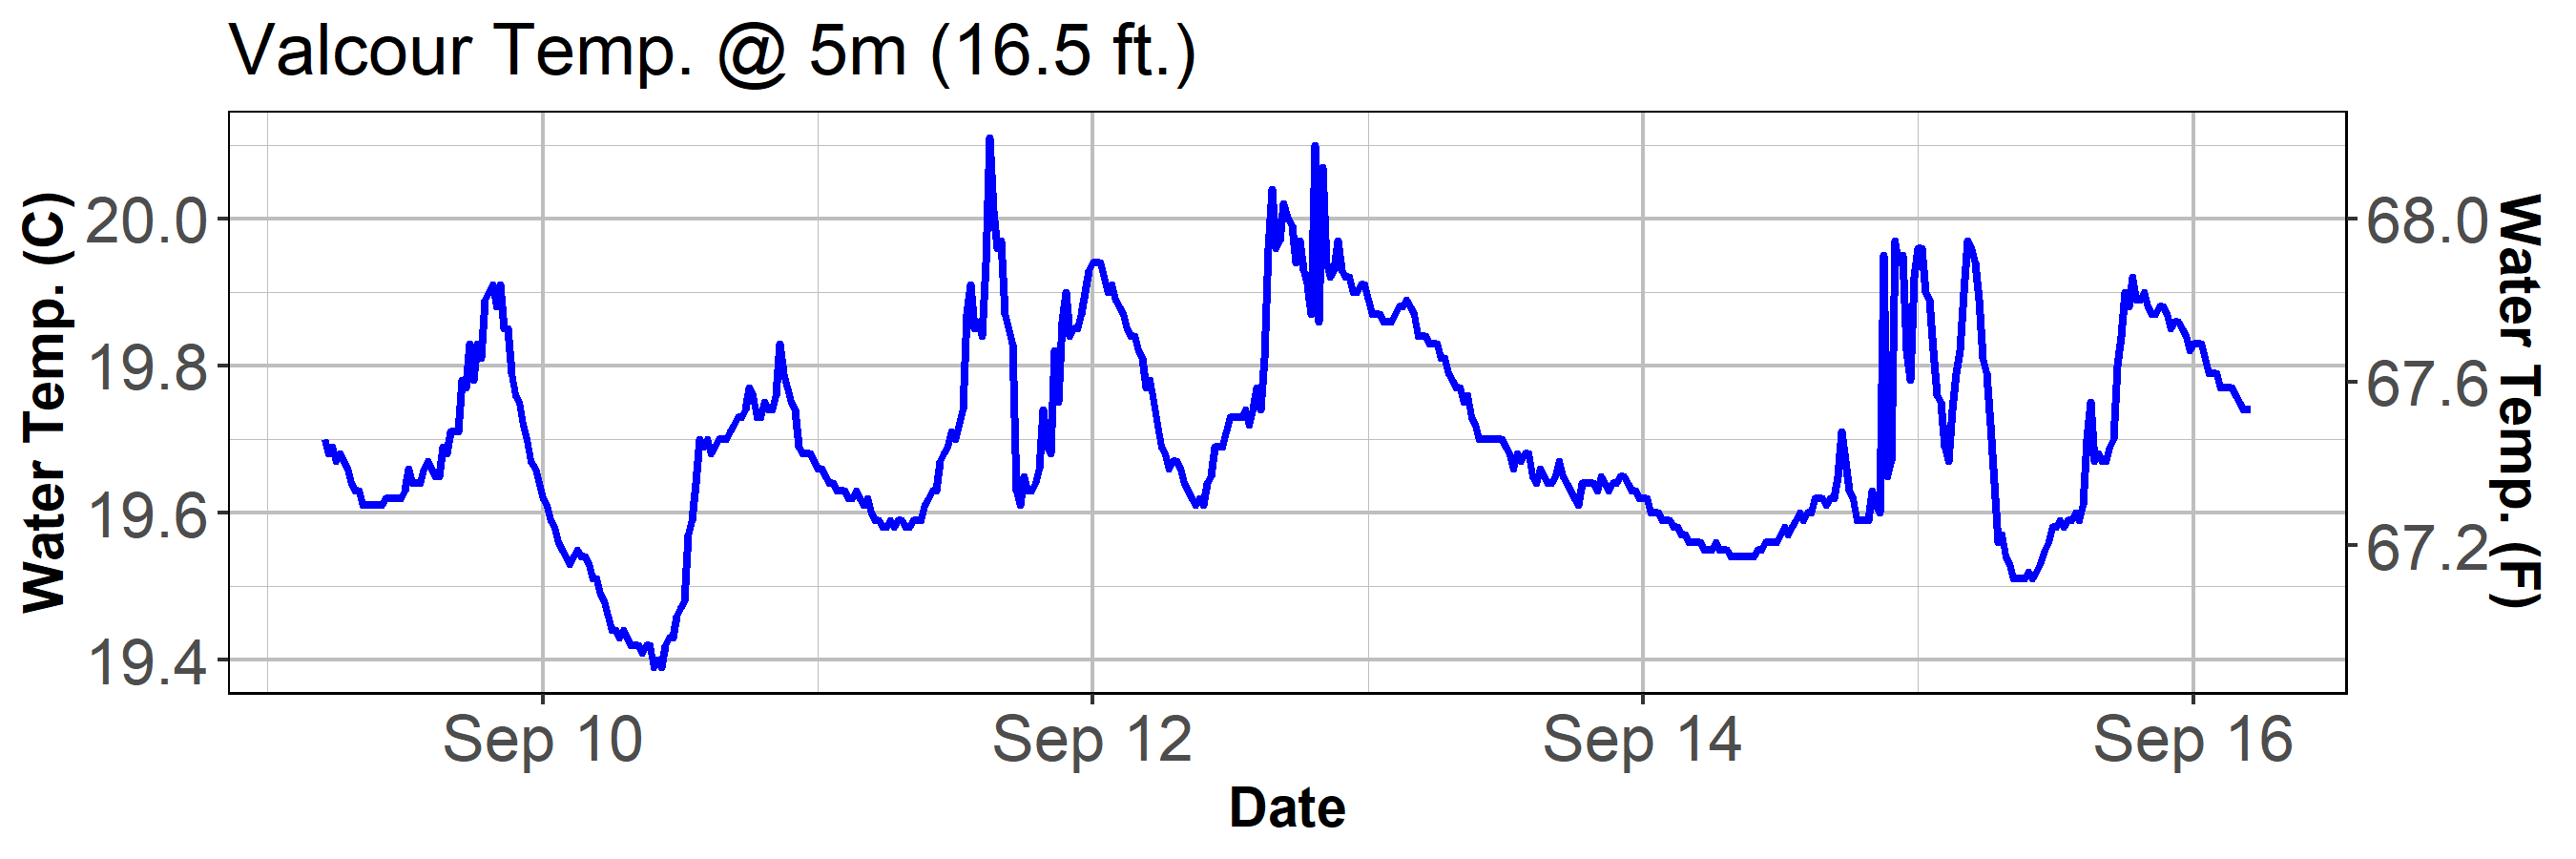 Valcour Temp. @ 5m (16.5 ft.)
Water Temp. (C)
20.0
19.8
19.6
19.4
68.0
67.6
67.2
Water Temp. (F)
Sep 10
Sep 12
Sep 14
Sep 16
Date